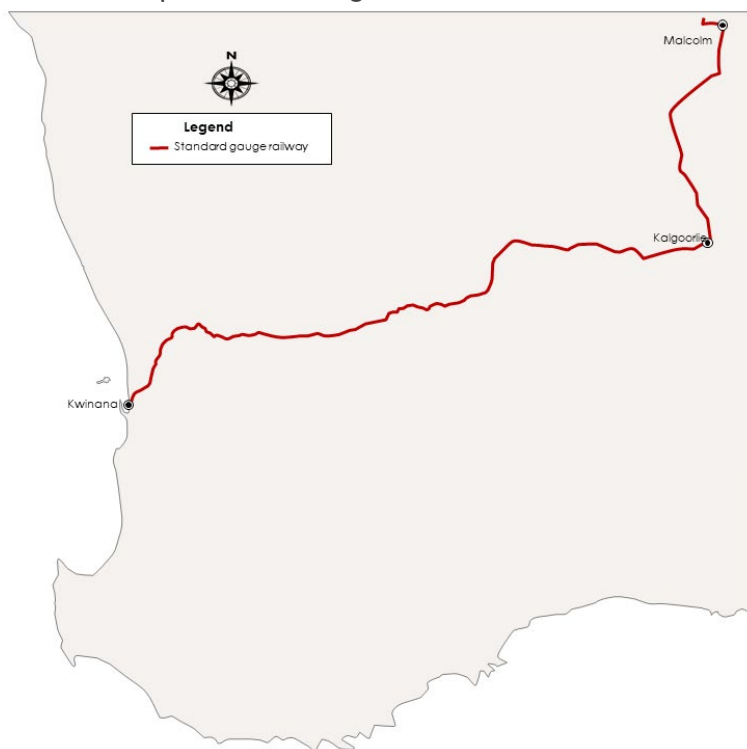 Malcolm
N
Legend
Standard gauge railway
Kalgoorlie
Kwinana